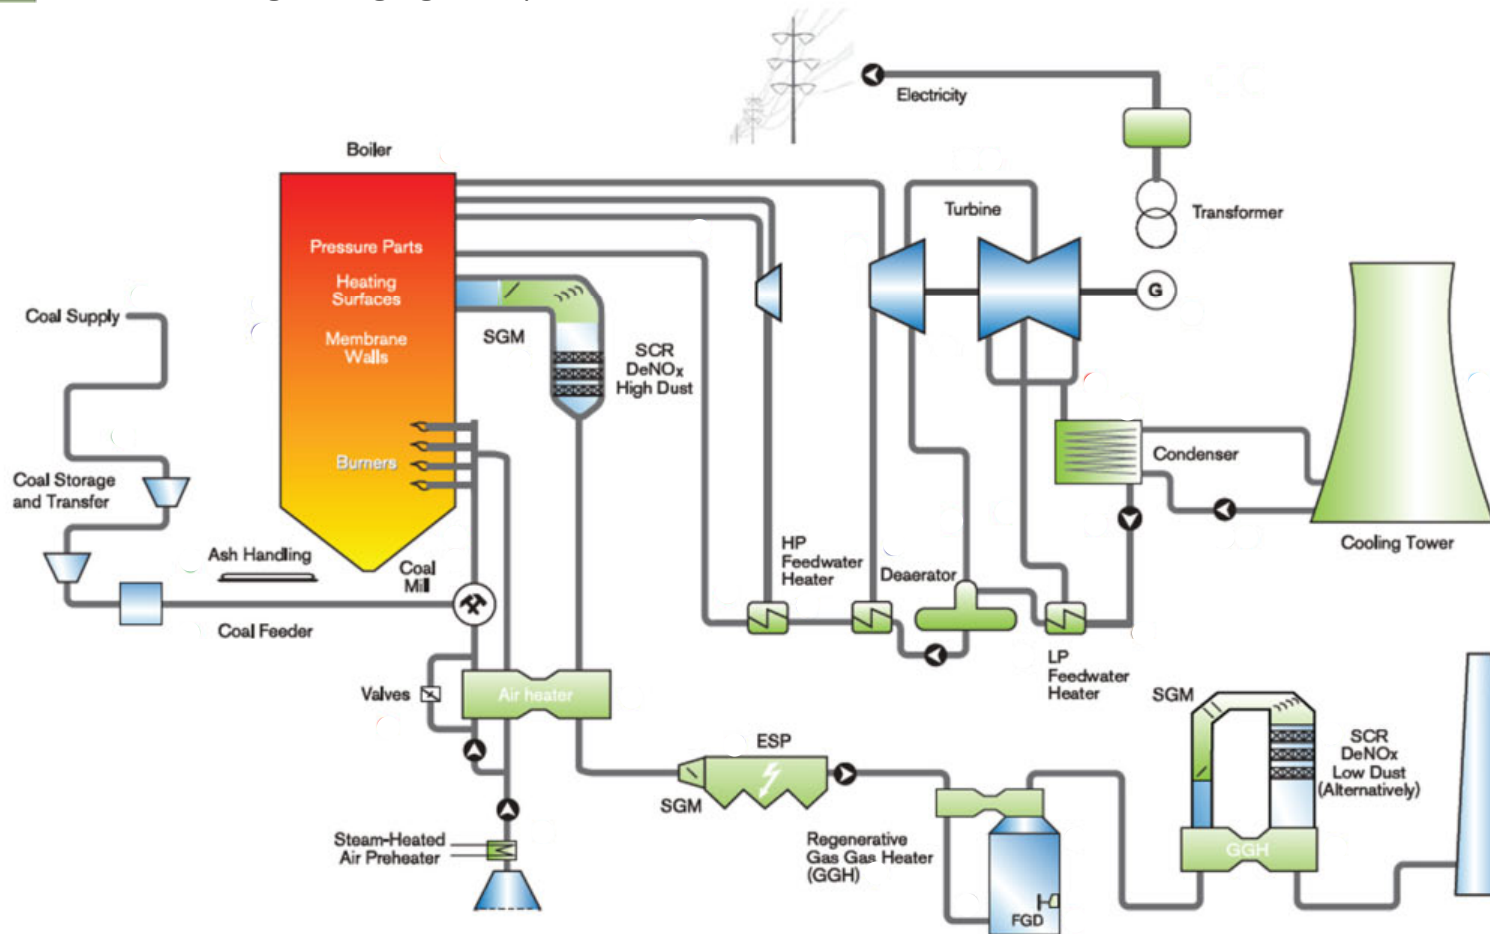 Electricity
Boiler
Turbine
Transformer
Pressure Parts
Heating
Surfaces
G
Coal Supply
SGM
Membrane
Walls
SCR
DeNOx
High Dust
Burners
Condenser
Coal Storage
and Transfer
Cooling Tower
HP
Feedwater
Heater
Ash Handling
Coal
Mill
Deaerator
Coal Feeder
LP
Feedwater
Heater
Valves
Air heater
SGM
ESP
SCR
DeNOx
Low Dust
(Alternatively)
SGM
Steam-Heated
Air Preheater
Regenerative
Gas Gas Heater
(GGH)
GGH
FGD